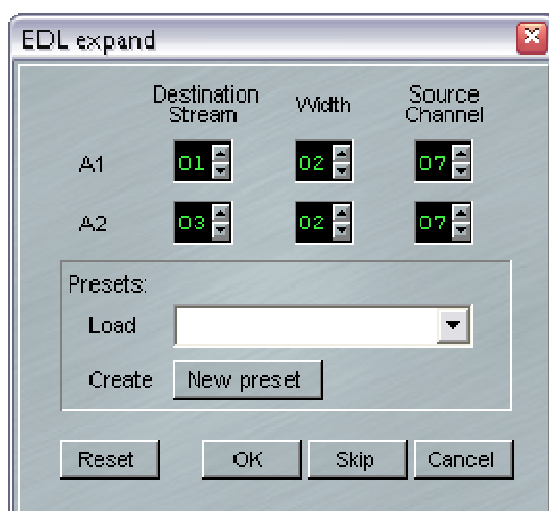 EDL expand
Destination Stream Width Source Channel
A1 01 02 07
A2 03 02 07
Presets:
Load
Create New preset
Reset OK Skip Cancel